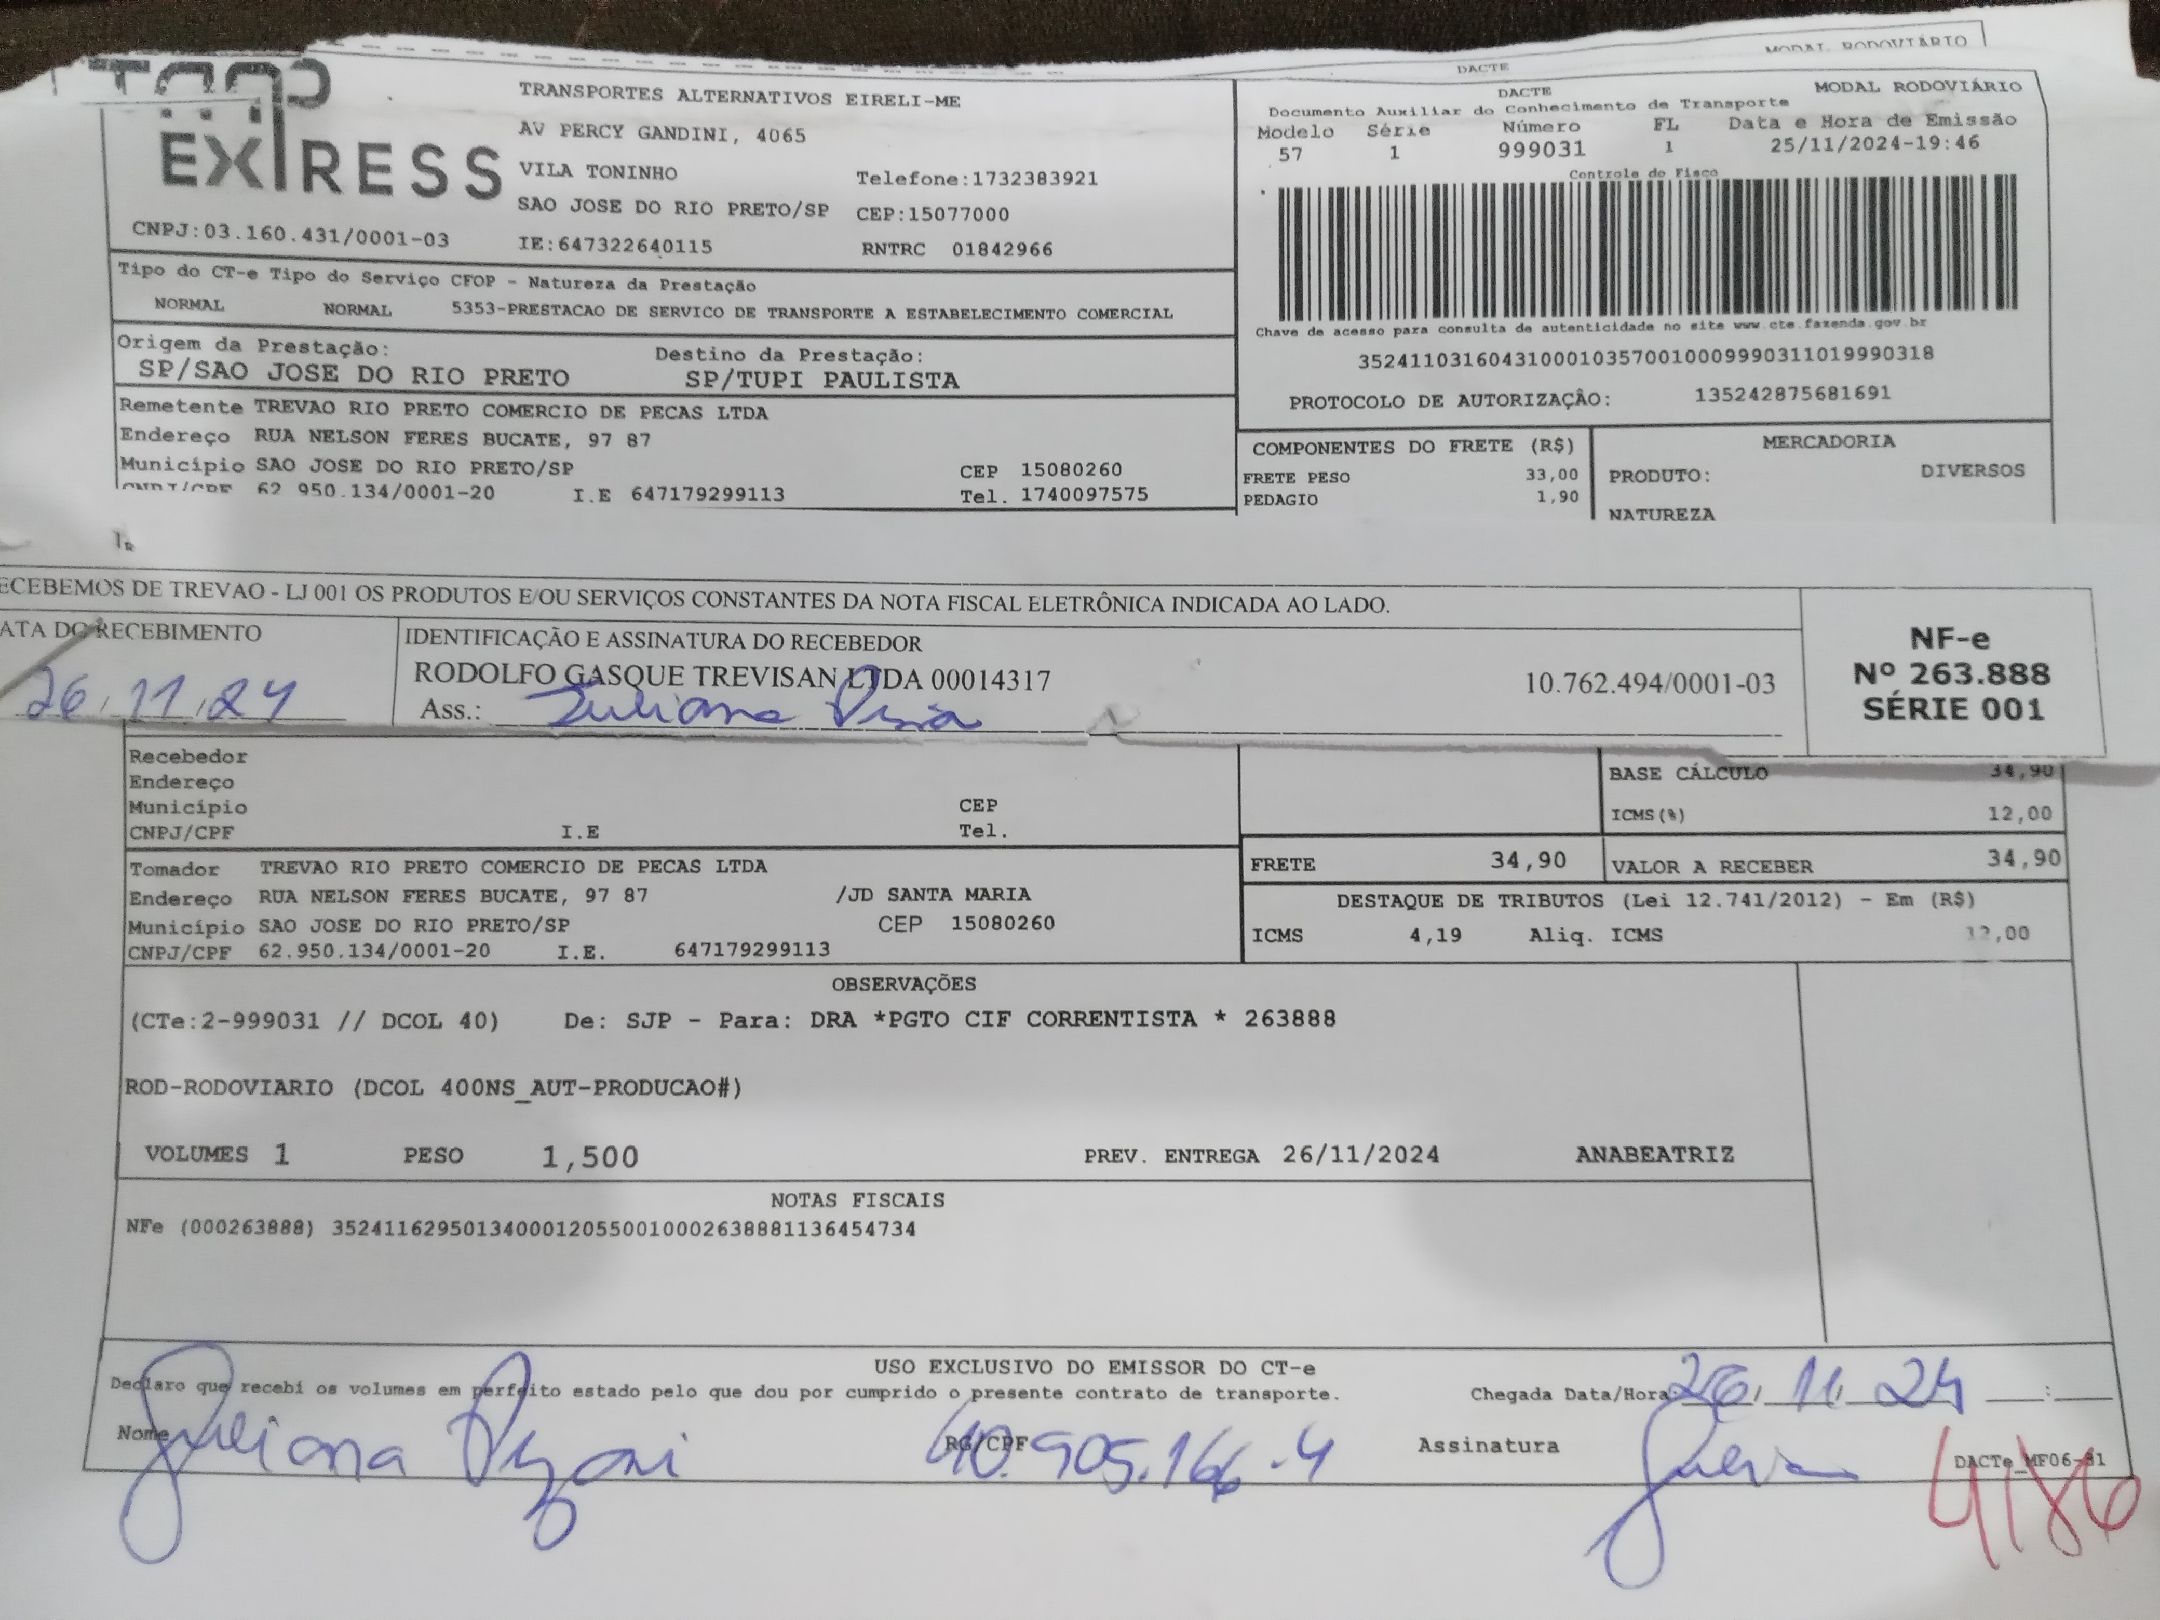 MODAL RODOVIÁRIO
DACTE
EXPRESS
CNPJ:03.160.431/0001-03
TRANSPORTES ALTERNATIVOS EIRELI-ME
AV PERCY GANDINI, 4065
VILA TONINHO Telefone:1732383921
SAO JOSE DO RIO PRETO/SP CEP:15077000
IE:647322640115 RNTRC 01842966
DACTE MODAL RODOVIÁRIO
Documento Auxiliar do Conhecimento de Transporte
Modelo Série Número FL Data e Hora de Emissão
57 1 999031 1 25/11/2024-19:46
Controle do Fisco
Chave de acesso para consulta de autenticidade no site www.cte.fazenda.gov.br
35241103160431000103570010009990311019990318
PROTOCOLO DE AUTORIZAÇÃO: 135242875681691
Tipo do CT-e Tipo do Serviço CFOP - Natureza da Prestação
NORMAL NORMAL 5353-PRESTACAO DE SERVICO DE TRANSPORTE A ESTABELECIMENTO COMERCIAL
Origem da Prestação: Destino da Prestação:
SP/SAO JOSE DO RIO PRETO SP/TUPI PAULISTA
Remetente TREVAO RIO PRETO COMERCIO DE PECAS LTDA
Endereço RUA NELSON FERES BUCATE, 97 87
Município SAO JOSE DO RIO PRETO/SP CEP 15080260
CNPJ/CPF 62.950.134/0001-20 I.E 647179299113 Tel. 1740097575
COMPONENTES DO FRETE (R$)
FRETE PESO 33,00
PEDAGIO 1,90
MERCADORIA
PRODUTO: DIVERSOS
NATUREZA
ECEBEMOS DE TREVAO - LJ 001 OS PRODUTOS E/OU SERVIÇOS CONSTANTES DA NOTA FISCAL ELETRÔNICA INDICADA AO LADO.
ATA DO RECEBIMENTO
26/11/24
IDENTIFICAÇÃO E ASSINATURA DO RECEBEDOR
RODOLFO GASQUE TREVISAN LTDA 00014317 10.762.494/0001-03
Ass.: Juliana
NF-e
Nº 263.888
SÉRIE 001
Recebedor
Endereço
Município CEP
CNPJ/CPF I.E Tel.
BASE CÁLCULO 34,90
ICMS(%) 12,00
FRETE 34,90 VALOR A RECEBER 34,90
Tomador TREVAO RIO PRETO COMERCIO DE PECAS LTDA
Endereço RUA NELSON FERES BUCATE, 97 87 /JD SANTA MARIA
Município SAO JOSE DO RIO PRETO/SP CEP 15080260
CNPJ/CPF 62.950.134/0001-20 I.E. 647179299113
DESTAQUE DE TRIBUTOS (Lei 12.741/2012) - Em (R$)
ICMS 4,19 Aliq. ICMS 12,00
OBSERVAÇÕES
(CTe:2-999031 // DCOL 40) De: SJP - Para: DRA *PGTO CIF CORRENTISTA * 263888
ROD-RODOVIARIO (DCOL 400NS_AUT-PRODUCAO#)
VOLUMES 1 PESO 1,500 PREV. ENTREGA 26/11/2024 ANABEATRIZ
NOTAS FISCAIS
NFe (000263888) 35241162950134000120550010002638881136454734
USO EXCLUSIVO DO EMISSOR DO CT-e
Declaro que recebi os volumes em perfeito estado pelo que dou por cumprido o presente contrato de transporte. Chegada Data/Hora: 26/11/24 :
Nome Juliana RG/CPF 40.905.166-4 Assinatura
DACTe_MF06-81